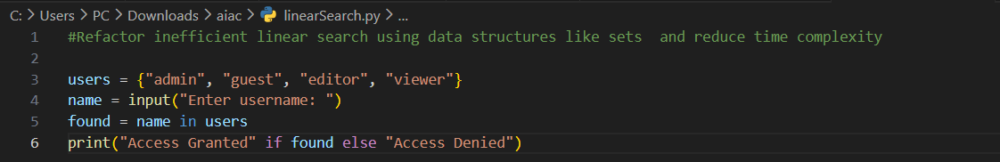 C: > Users > PC > Downloads > aiac > linearSearch.py > ...
1 #Refactor inefficient linear search using data structures like sets  and reduce time complexity
2
3 users = {"admin", "guest", "editor", "viewer"}
4 name = input("Enter username: ")
5 found = name in users
6 print("Access Granted" if found else "Access Denied")